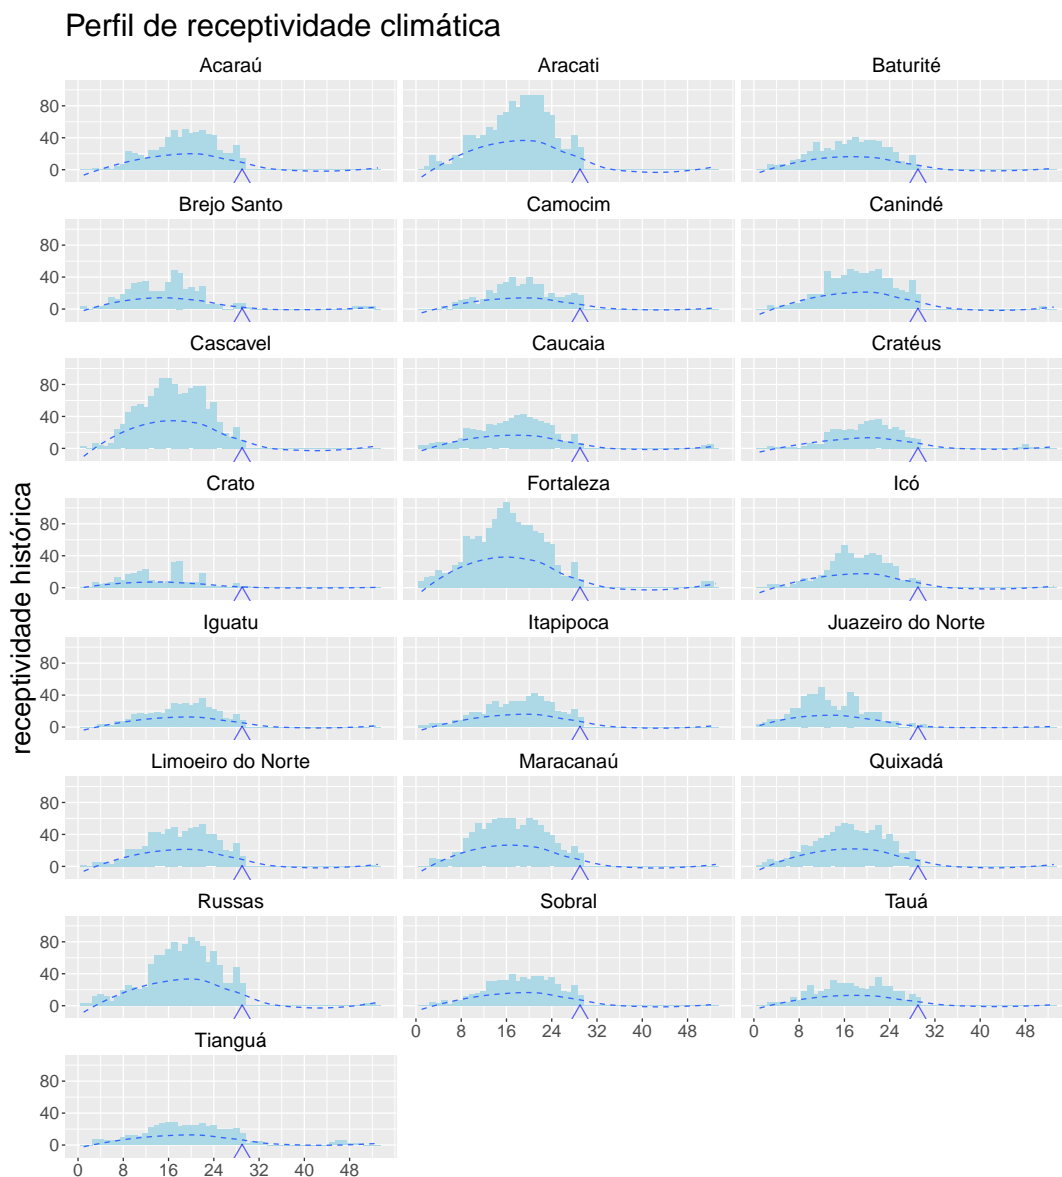 Perfil de receptividade climática
Acaraú Aracati Baturité
80
40
0
Brejo Santo Camocim Canindé
80
40
0
Cascavel Caucaia Cratéus
80
40
0
Crato Fortaleza Icó
80
40
0
Iguatu Itapipoca Juazeiro do Norte
80
40
0
receptividade histórica
Limoeiro do Norte Maracanaú Quixadá
80
40
0
Russas Sobral Tauá
80
40
0
0 8 16 24 32 40 48 0 8 16 24 32 40 48
Tianguá
80
40
0
0 8 16 24 32 40 48